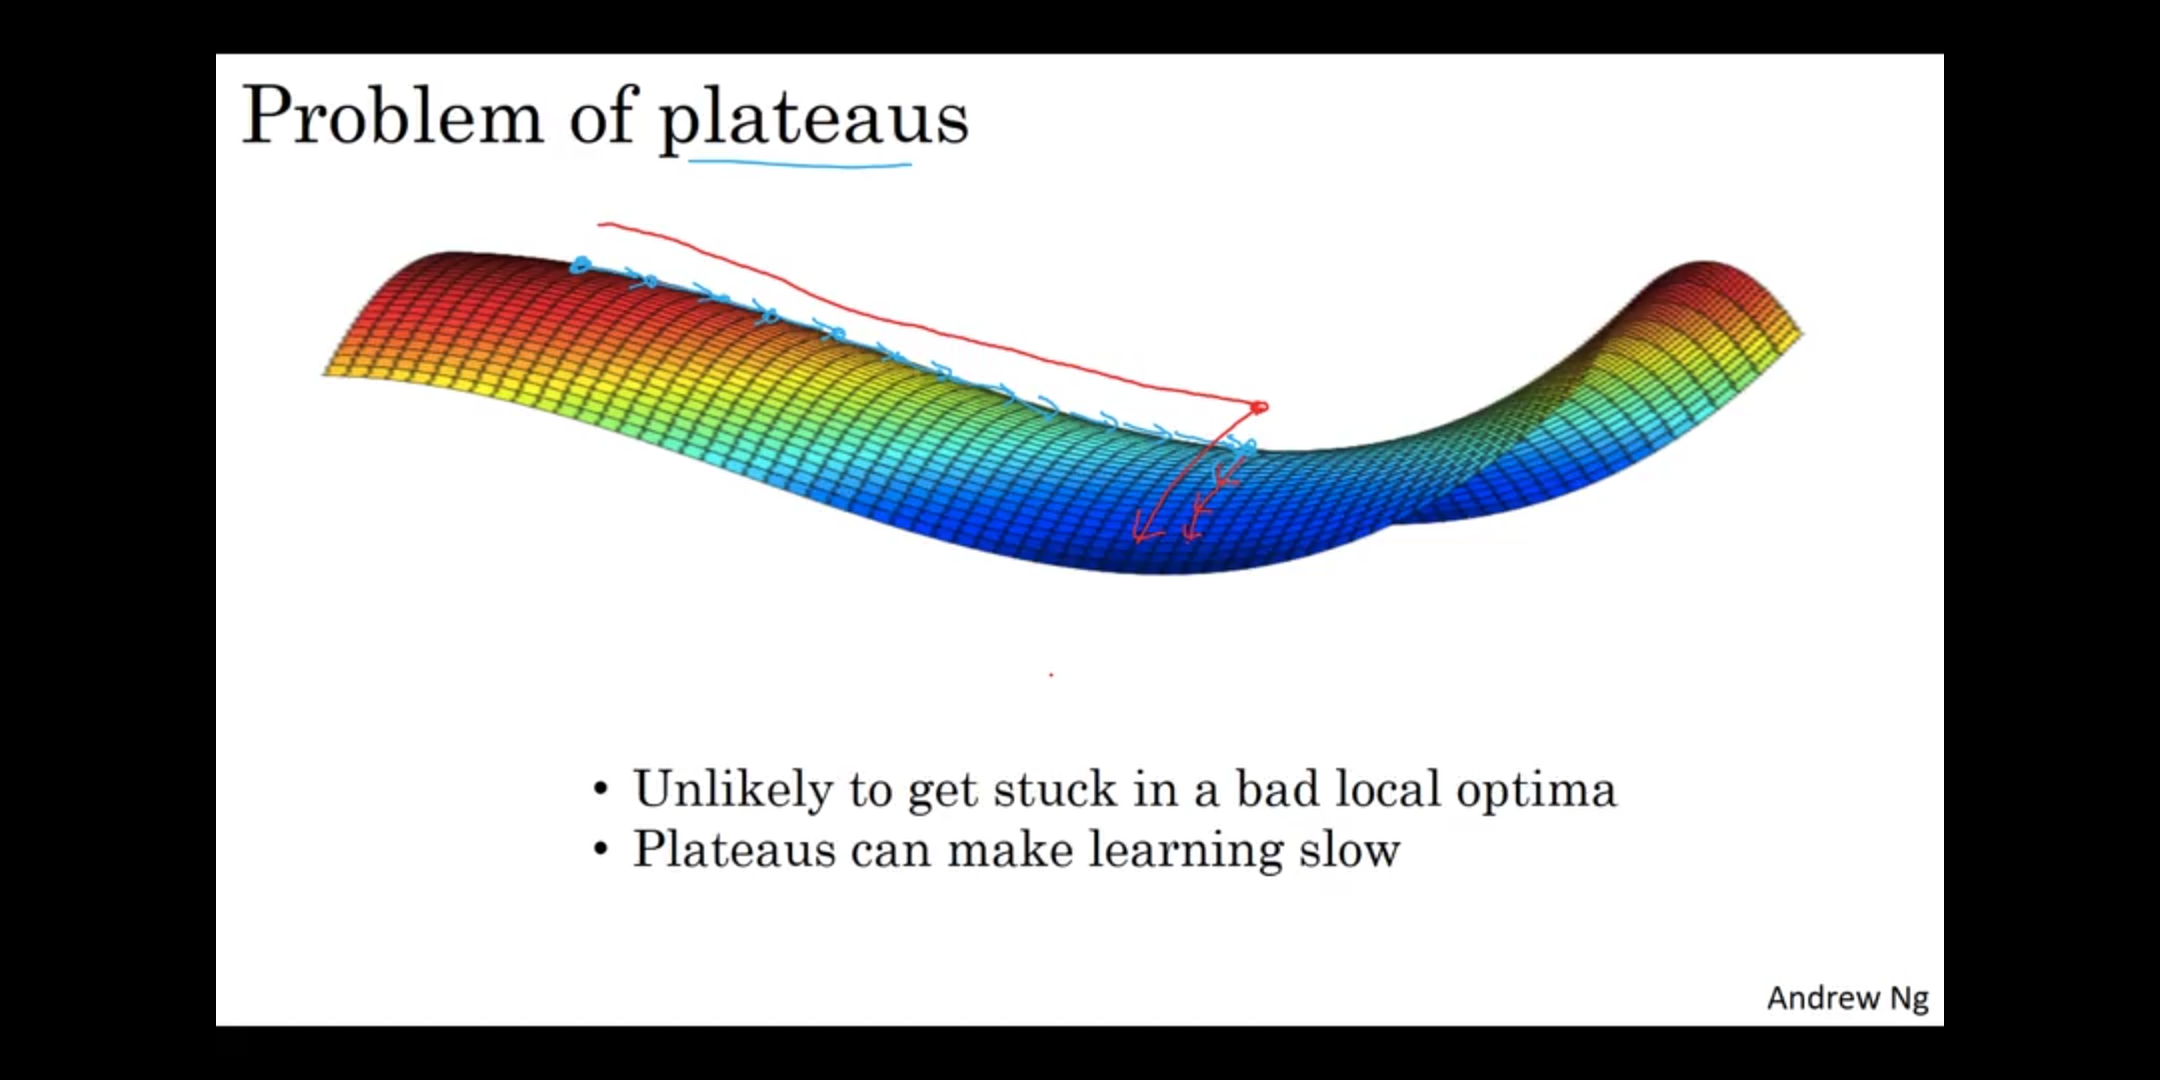 Problem of plateaus
• Unlikely to get stuck in a bad local optima
• Plateaus can make learning slow
Andrew Ng